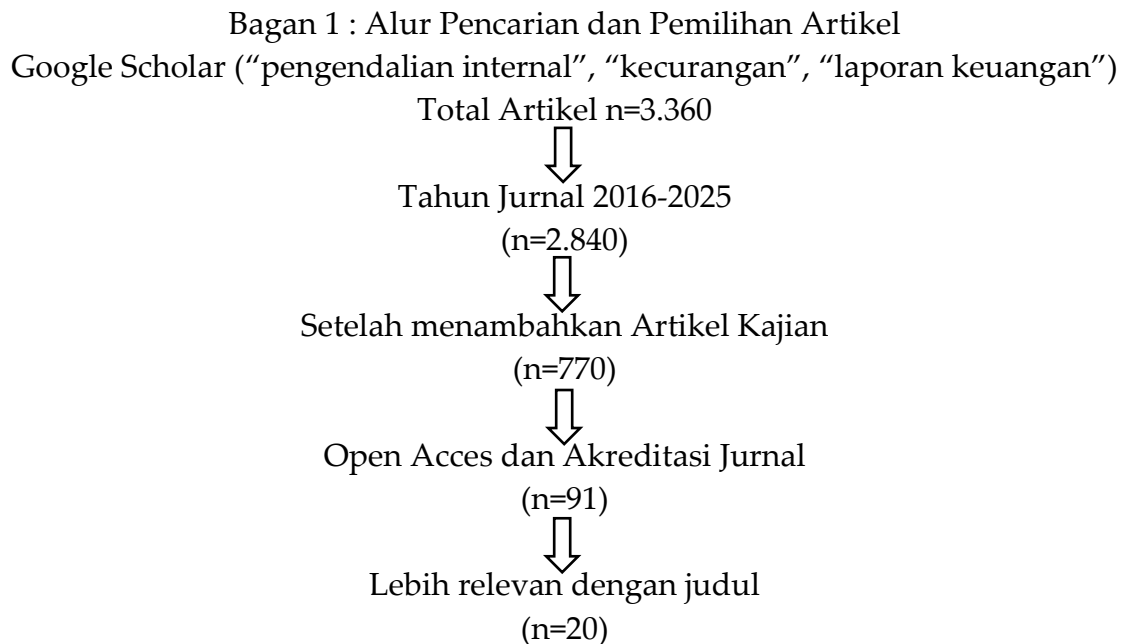 Bagan 1 : Alur Pencarian dan Pemilihan Artikel
Google Scholar (“pengendalian internal”, “kecurangan”, “laporan keuangan”)
Total Artikel n=3.360
Tahun Jurnal 2016-2025
(n=2.840)
Setelah menambahkan Artikel Kajian
(n=770)
Open Acces dan Akreditasi Jurnal
(n=91)
Lebih relevan dengan judul
(n=20)